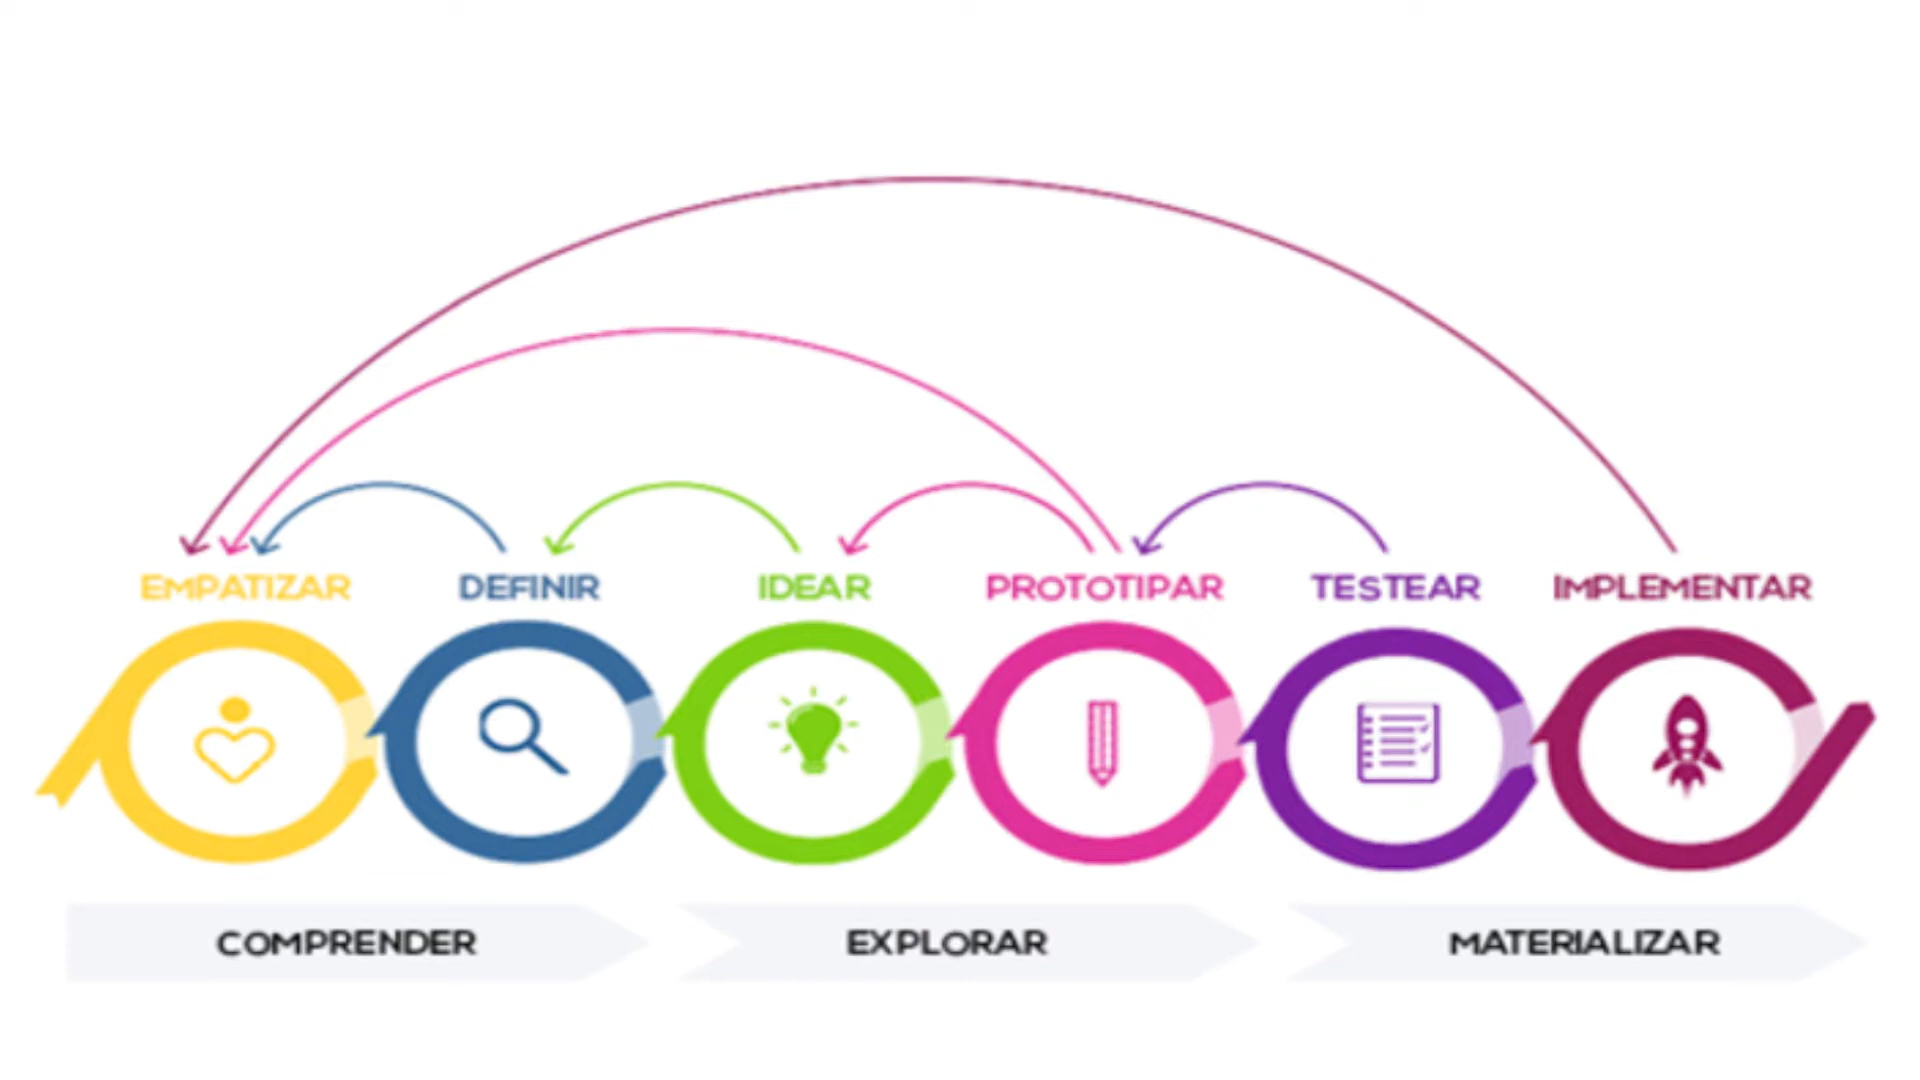 EMPATIZAR
DEFINIR
IDEAR
PROTOTIPAR
TESTEAR
IMPLEMENTAR
COMPRENDER
EXPLORAR
MATERIALIZAR